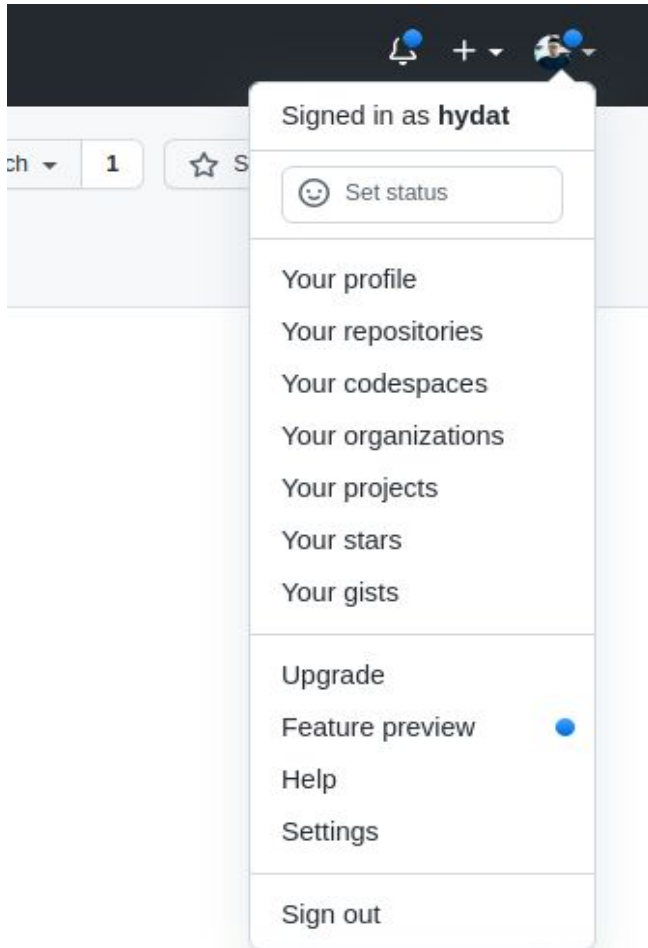 Signed in as hydat
ch 1 S
Set status
Your profile
Your repositories
Your codespaces
Your organizations
Your projects
Your stars
Your gists
Upgrade
Feature preview
Help
Settings
Sign out